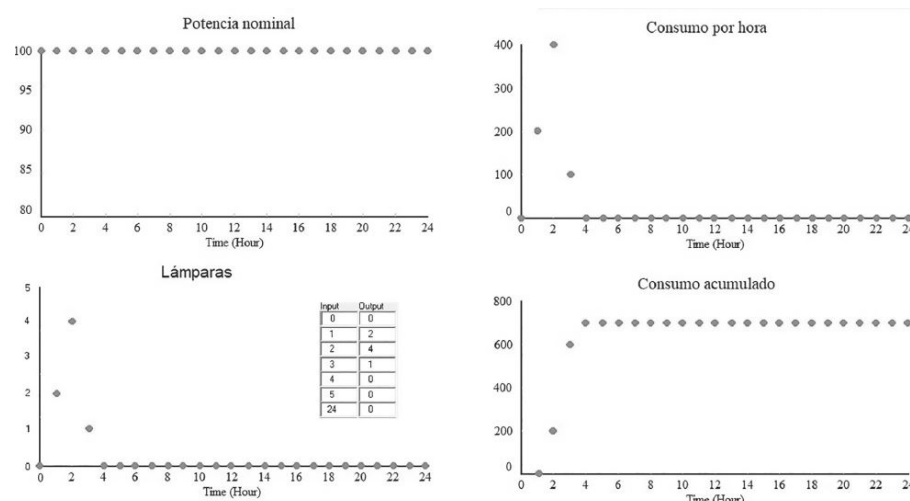 Potencia nominal
100
95
90
85
80
0 2 4 6 8 10 12 14 16 18 20 22 24
Time (Hour)
Consumo por hora
400
300
200
100
0
0 2 4 6 8 10 12 14 16 18 20 22 24
Time (Hour)
Lámparas
5
4
3
2
1
0
0 2 4 6 8 10 12 14 16 18 20 22 24
Time (Hour)
Input Output
0 0
1 2
2 4
3 1
4 0
5 0
24 0
Consumo acumulado
800
600
400
200
0
0 2 4 6 8 10 12 14 16 18 20 22 24
Time (Hour)